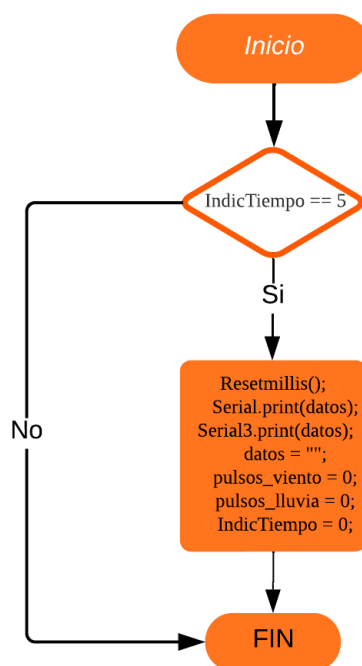 Inicio
IndicTiempo == 5
Si
Resetmillis();
Serial.print(datos);
Serial3.print(datos);
datos = "";
pulsos_viento = 0;
pulsos_lluvia = 0;
IndicTiempo = 0;
No
FIN